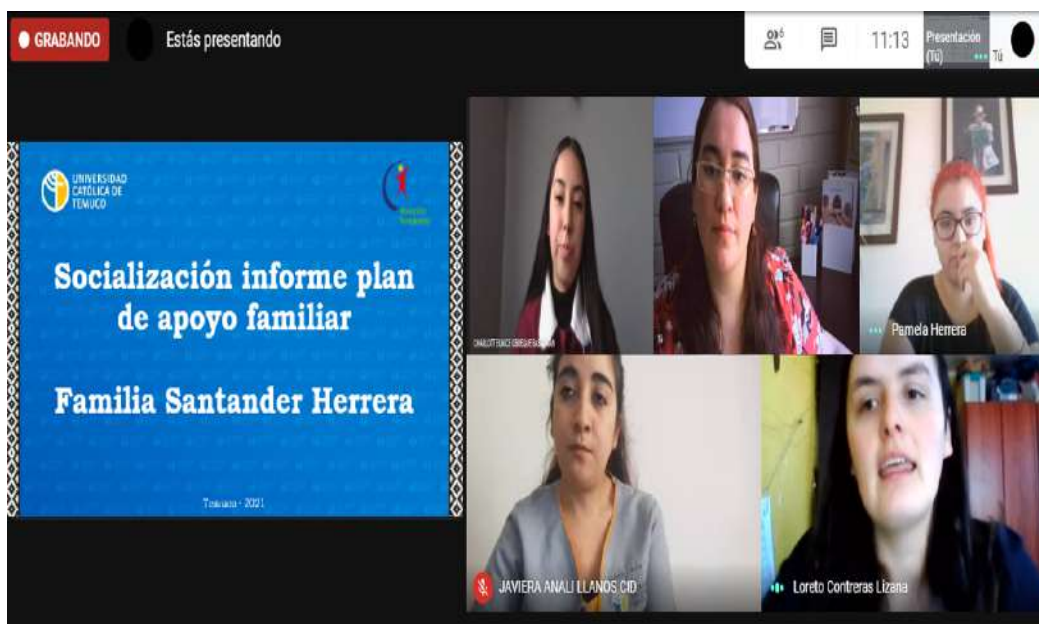 GRABANDO
Estás presentando
6
11:13
Presentación
(Tú)
Tú
UNIVERSIDAD
CATÓLICA DE
TEMUCO
Socialización informe plan
de apoyo familiar
Familia Santander Herrera
Temuco - 2021
Pamela Herrera
JAVIERA ANALI LLANOS CID
Loreto Contreras Lizana